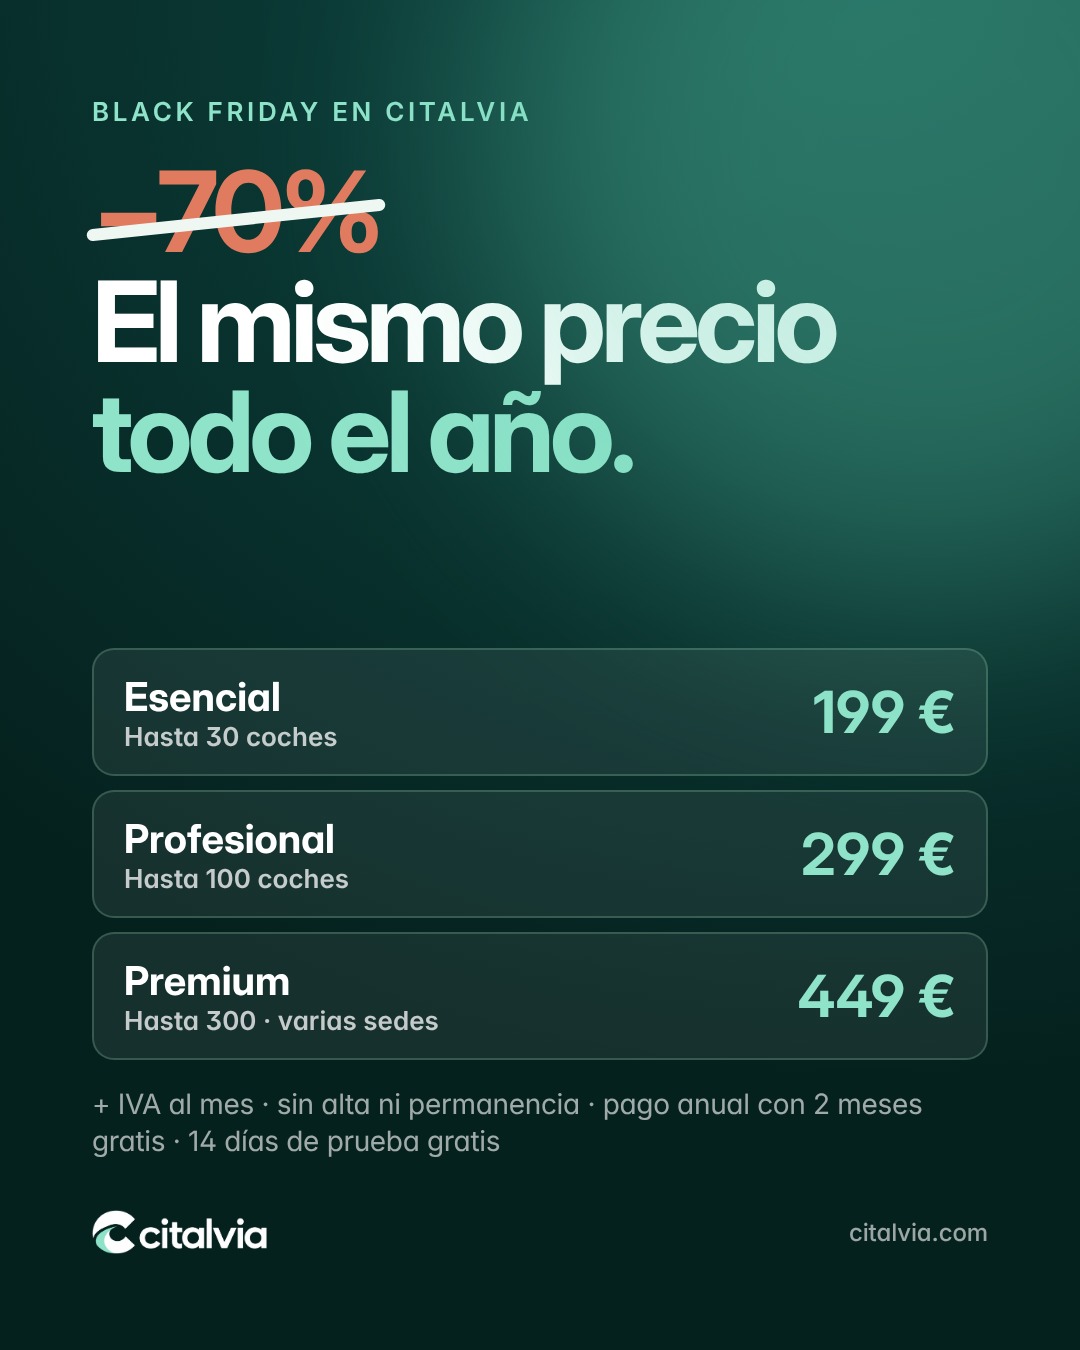 BLACK FRIDAY EN CITALVIA
–70%
El mismo precio
todo el año.
Esencial
Hasta 30 coches
199 €
Profesional
Hasta 100 coches
299 €
Premium
Hasta 300 · varias sedes
449 €
+ IVA al mes · sin alta ni permanencia · pago anual con 2 meses
gratis · 14 días de prueba gratis
citalvia
citalvia.com